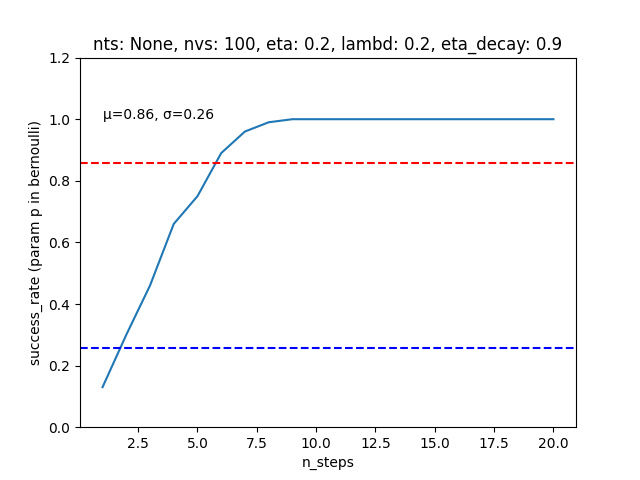 nts: None, nvs: 100, eta: 0.2, lambd: 0.2, eta_decay: 0.9
1.2
1.0
0.8
0.6
0.4
0.2
0.0
success_rate (param p in bernoulli)
μ=0.86, σ=0.26
2.5 5.0 7.5 10.0 12.5 15.0 17.5 20.0
n_steps